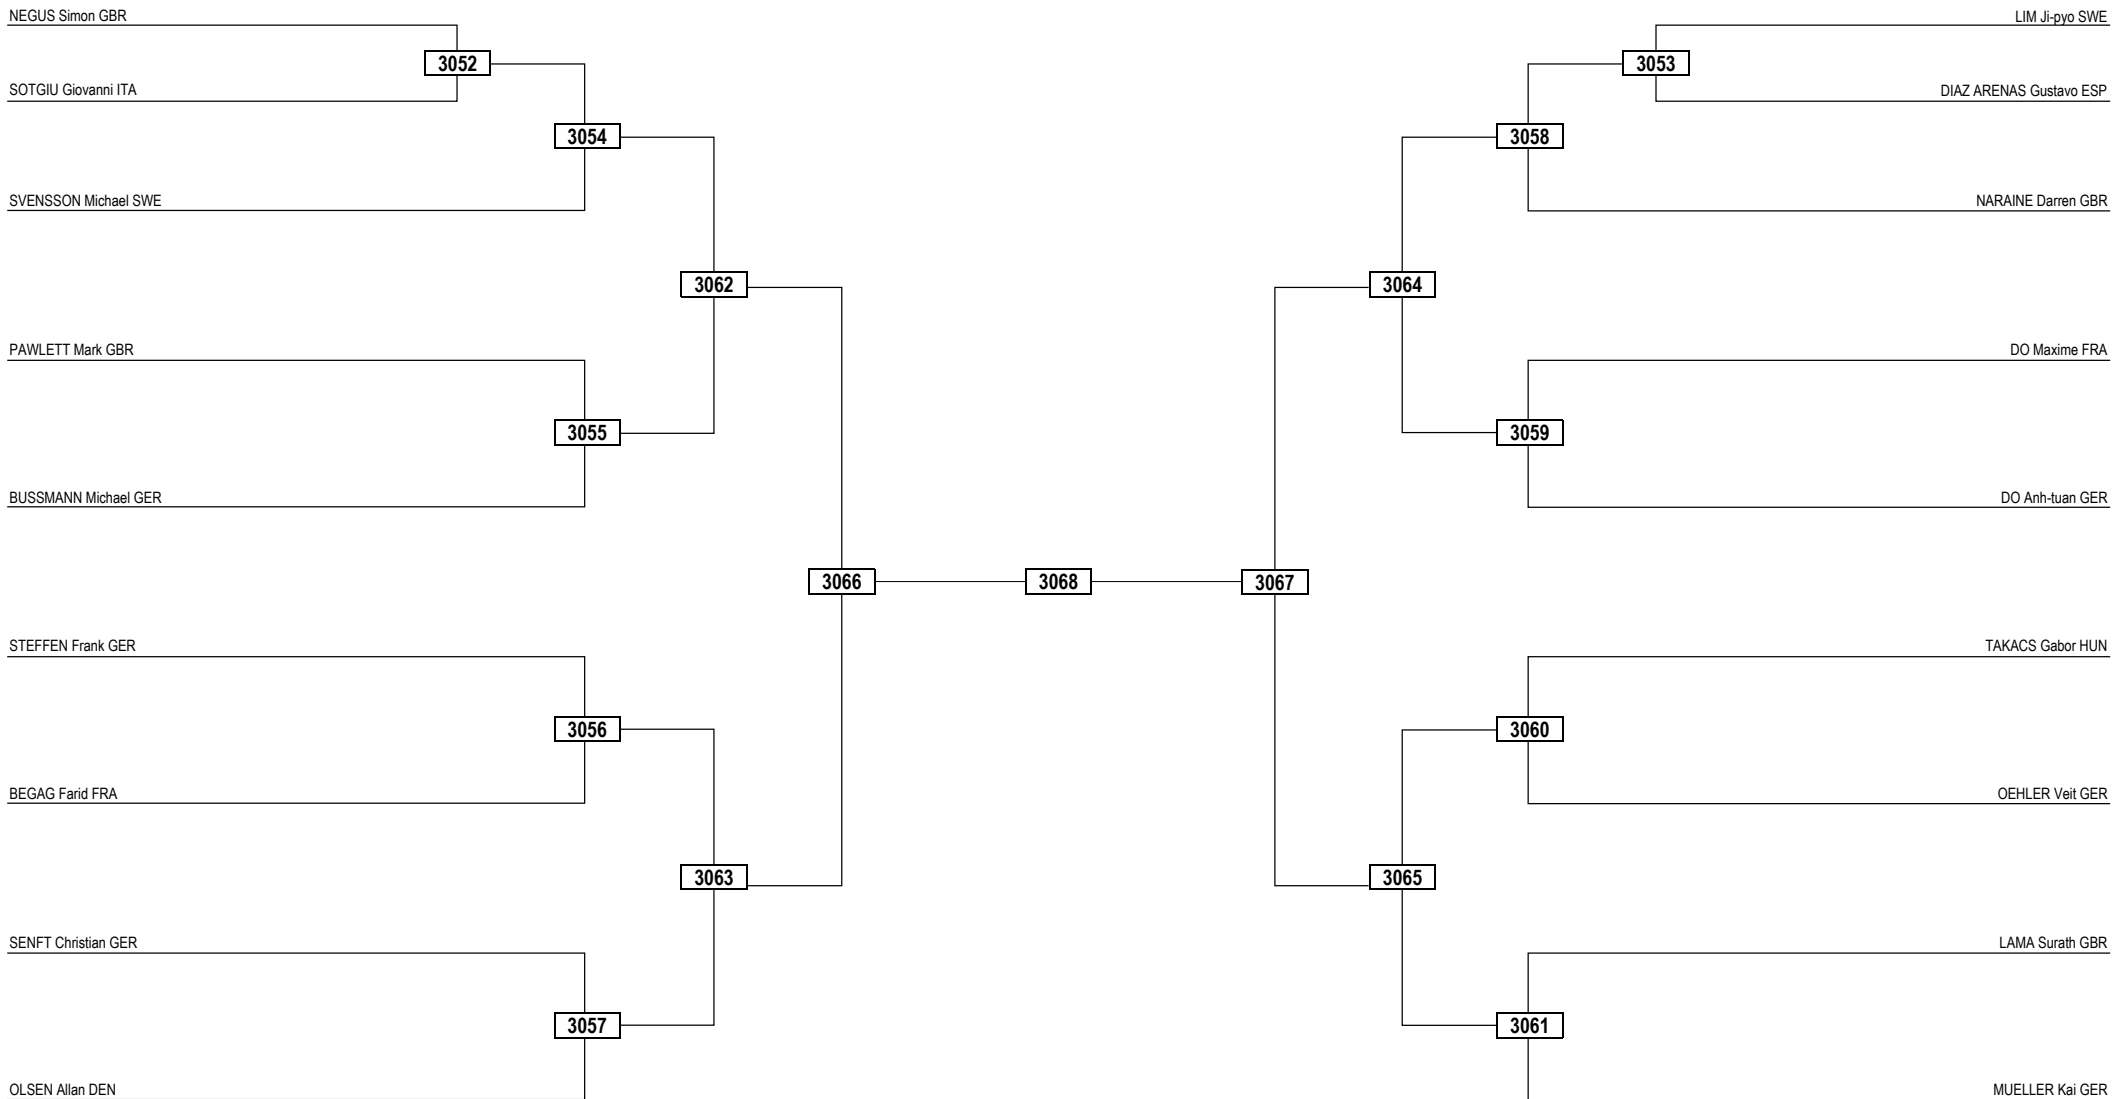 NEGUS Simon GBR
LIM Ji-pyo SWE
3052
3053
SOTGIU Giovanni ITA
DIAZ ARENAS Gustavo ESP
3054
3058
SVENSSON Michael SWE
NARAINE Darren GBR
3062
3064
PAWLETT Mark GBR
DO Maxime FRA
3055
3059
BUSSMANN Michael GER
DO Anh-tuan GER
3066
3068
3067
STEFFEN Frank GER
TAKACS Gabor HUN
3056
3060
BEGAG Farid FRA
OEHLER Veit GER
3063
3065
SENFT Christian GER
LAMA Surath GBR
3057
3061
OLSEN Allan DEN
MUELLER Kai GER